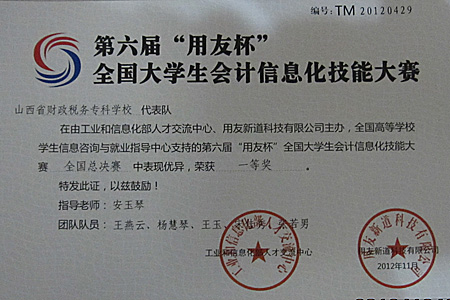 编号：TM 20120429
第六届“用友杯”
全国大学生会计信息化技能大赛
山西省财政税务专科学校 代表队
在由工业和信息化部人才交流中心、用友新道科技有限公司主办，全国高等学校
学生信息咨询与就业指导中心支持的第六届“用友杯”全国大学生会计信息化技能大
赛 全国总决赛 中表现优异，荣获 一等奖 。
特发此证，以兹鼓励！
指导老师：安玉琴
团队队员：王燕云、杨慧琴、王玉 若男
工业和信息化部人才交流中心 用友新道科技有限公司
2012年11月